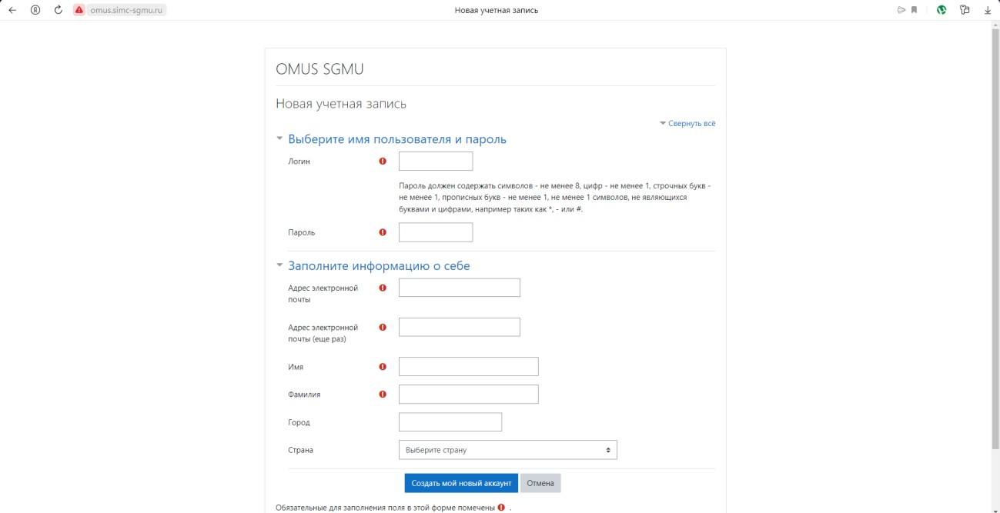 omus.simc-sgmu.ru
Новая учетная запись
OMUS SGMU
Новая учетная запись
Свернуть всё
Выберите имя пользователя и пароль
Логин
Пароль должен содержать символов - не менее 8, цифр - не менее 1, строчных букв -
не менее 1, прописных букв - не менее 1, не менее 1 символов, не являющихся
буквами и цифрами, например таких как *, - или #.
Пароль
Заполните информацию о себе
Адрес электронной
почты
Адрес электронной
почты (еще раз)
Имя
Фамилия
Город
Страна
Выберите страну
Создать мой новый аккаунт
Отмена
Обязательные для заполнения поля в этой форме помечены .